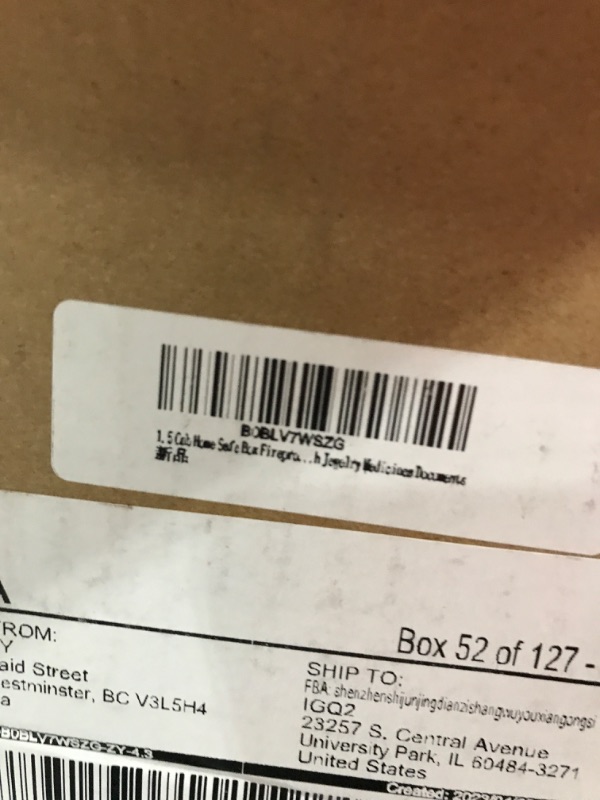 B0BLV7WSZG
1.5 Cub Home Safe Box Firepro...h Jewelry Medicines Documents
新品
ROM:
Y
aid Street
estminster, BC V3L5H4
a
Box 52 of 127 -
SHIP TO:
FBA: shenzhenshijunjingdianzishangwuyouxiangongsi
IGQ2
23257 S. Central Avenue
University Park, IL 60484-3271
United States
B0BLV7WSZG-ZY-4.3
Created: